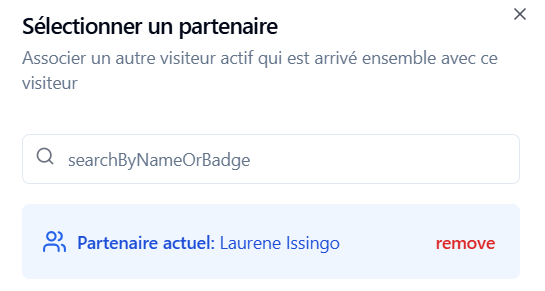 Sélectionner un partenaire
Associer un autre visiteur actif qui est arrivé ensemble avec ce
visiteur
searchByNameOrBadge
Partenaire actuel: Laurene Issingo remove